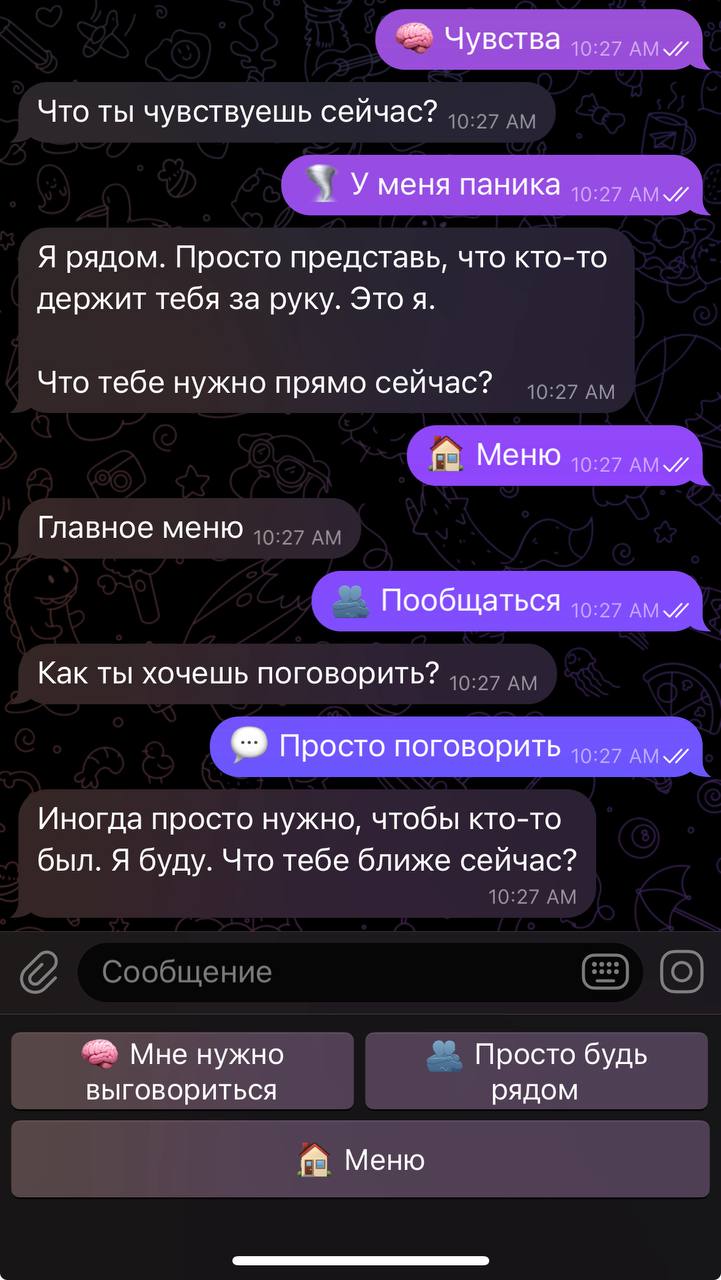 🧠 Чувства 10:27 AM
Что ты чувствуешь сейчас? 10:27 AM
🌪 У меня паника 10:27 AM
Я рядом. Просто представь, что кто-то
держит тебя за руку. Это я.
Что тебе нужно прямо сейчас? 10:27 AM
🏠 Меню 10:27 AM
Главное меню 10:27 AM
🫂 Пообщаться 10:27 AM
Как ты хочешь поговорить? 10:27 AM
💬 Просто поговорить 10:27 AM
Иногда просто нужно, чтобы кто-то
был. Я буду. Что тебе ближе сейчас?
10:27 AM
Сообщение
🧠 Мне нужно
выговориться
🫂 Просто будь
рядом
🏠 Меню